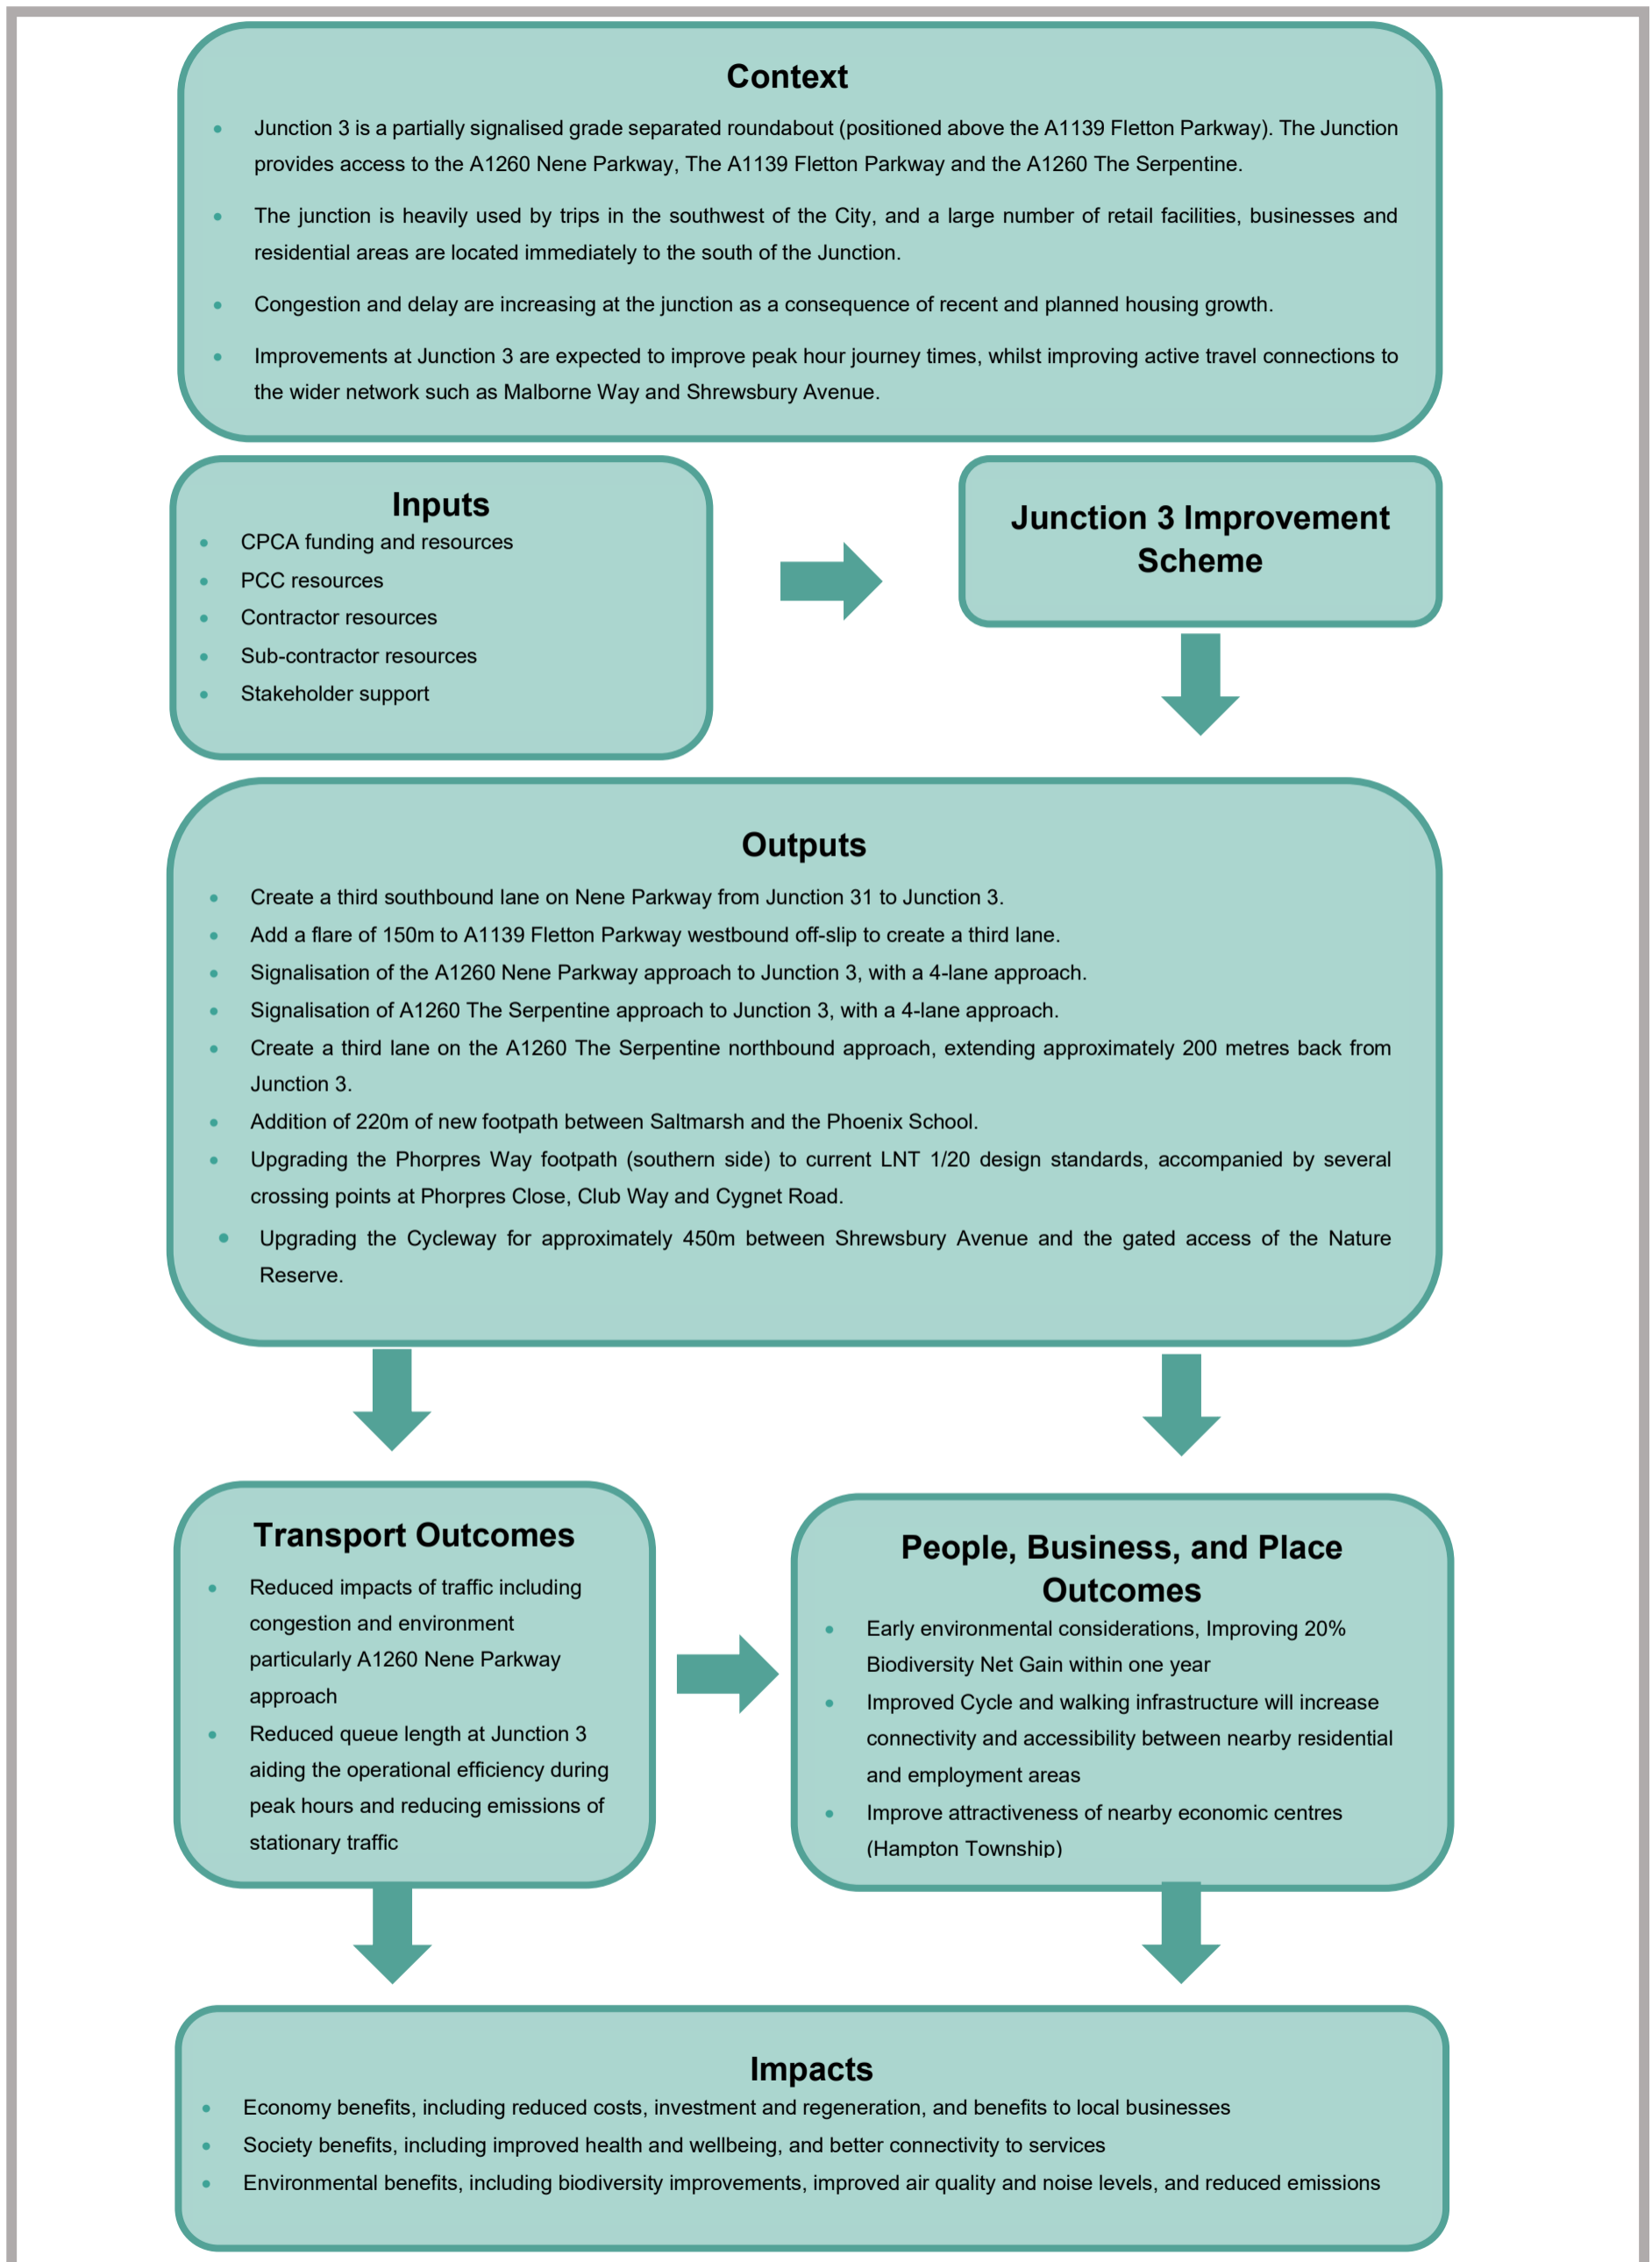 Context
Junction 3 is a partially signalised grade separated roundabout (positioned above the A1139 Fletton Parkway). The Junction
provides access to the A1260 Nene Parkway, The A1139 Fletton Parkway and the A1260 The Serpentine.
The junction is heavily used by trips in the southwest of the City, and a large number of retail facilities, businesses and
residential areas are located immediately to the south of the Junction.
Congestion and delay are increasing at the junction as a consequence of recent and planned housing growth.
Improvements at Junction 3 are expected to improve peak hour journey times, whilst improving active travel connections to
the wider network such as Malborne Way and Shrewsbury Avenue.
Inputs
CPCA funding and resources
PCC resources
Contractor resources
Sub-contractor resources
Stakeholder support
Junction 3 Improvement
Scheme
Outputs
Create a third southbound lane on Nene Parkway from Junction 31 to Junction 3.
Add a flare of 150m to A1139 Fletton Parkway westbound off-slip to create a third lane.
Signalisation of the A1260 Nene Parkway approach to Junction 3, with a 4-lane approach.
Signalisation of A1260 The Serpentine approach to Junction 3, with a 4-lane approach.
Create a third lane on the A1260 The Serpentine northbound approach, extending approximately 200 metres back from
Junction 3.
Addition of 220m of new footpath between Saltmarsh and the Phoenix School.
Upgrading the Phorpres Way footpath (southern side) to current LNT 1/20 design standards, accompanied by several
crossing points at Phorpres Close, Club Way and Cygnet Road.
Upgrading the Cycleway for approximately 450m between Shrewsbury Avenue and the gated access of the Nature
Reserve.
Transport Outcomes
Reduced impacts of traffic including
congestion and environment
particularly A1260 Nene Parkway
approach
Reduced queue length at Junction 3
aiding the operational efficiency during
peak hours and reducing emissions of
stationary traffic
People, Business, and Place
Outcomes
Early environmental considerations, Improving 20%
Biodiversity Net Gain within one year
Improved Cycle and walking infrastructure will increase
connectivity and accessibility between nearby residential
and employment areas
Improve attractiveness of nearby economic centres
(Hampton Township)
Impacts
Economy benefits, including reduced costs, investment and regeneration, and benefits to local businesses
Society benefits, including improved health and wellbeing, and better connectivity to services
Environmental benefits, including biodiversity improvements, improved air quality and noise levels, and reduced emissions